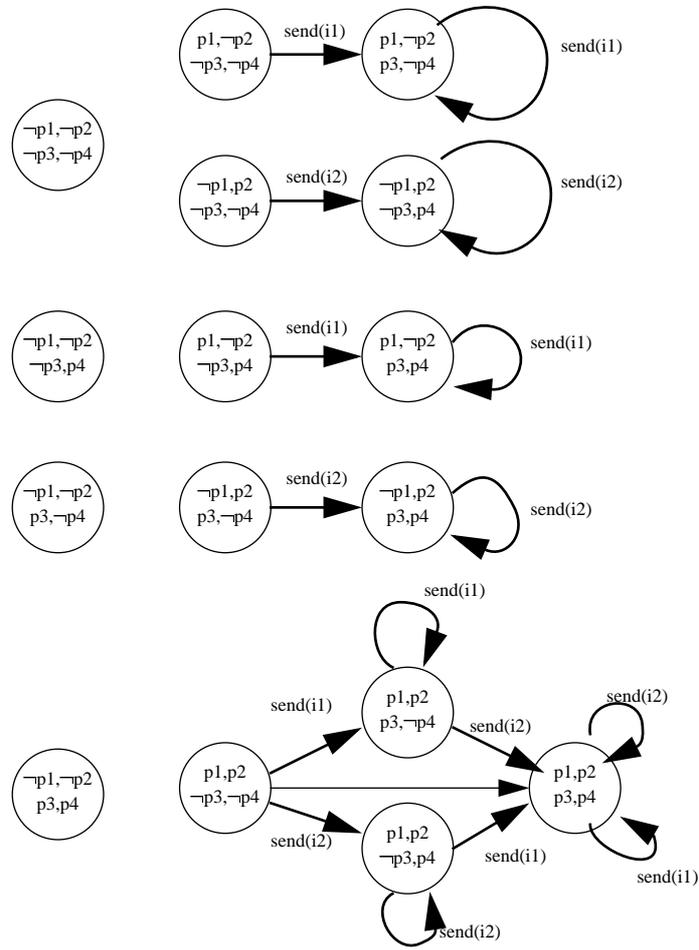 send(i1)
p1,¬p2
¬p3,¬p4
p1,¬p2
p3,¬p4
send(i1)
¬p1,¬p2
¬p3,¬p4
send(i2)
¬p1,p2
¬p3,¬p4
¬p1,p2
¬p3,p4
send(i2)
¬p1,¬p2
¬p3,p4
send(i1)
p1,¬p2
¬p3,p4
p1,¬p2
p3,p4
send(i1)
¬p1,¬p2
p3,¬p4
send(i2)
¬p1,p2
p3,¬p4
¬p1,p2
p3,p4
send(i2)
send(i1)
p1,p2
p3,¬p4
send(i1)
send(i2)
send(i2)
¬p1,¬p2
p3,p4
p1,p2
¬p3,¬p4
p1,p2
p3,p4
send(i2)
p1,p2
¬p3,p4
send(i1)
send(i1)
send(i2)